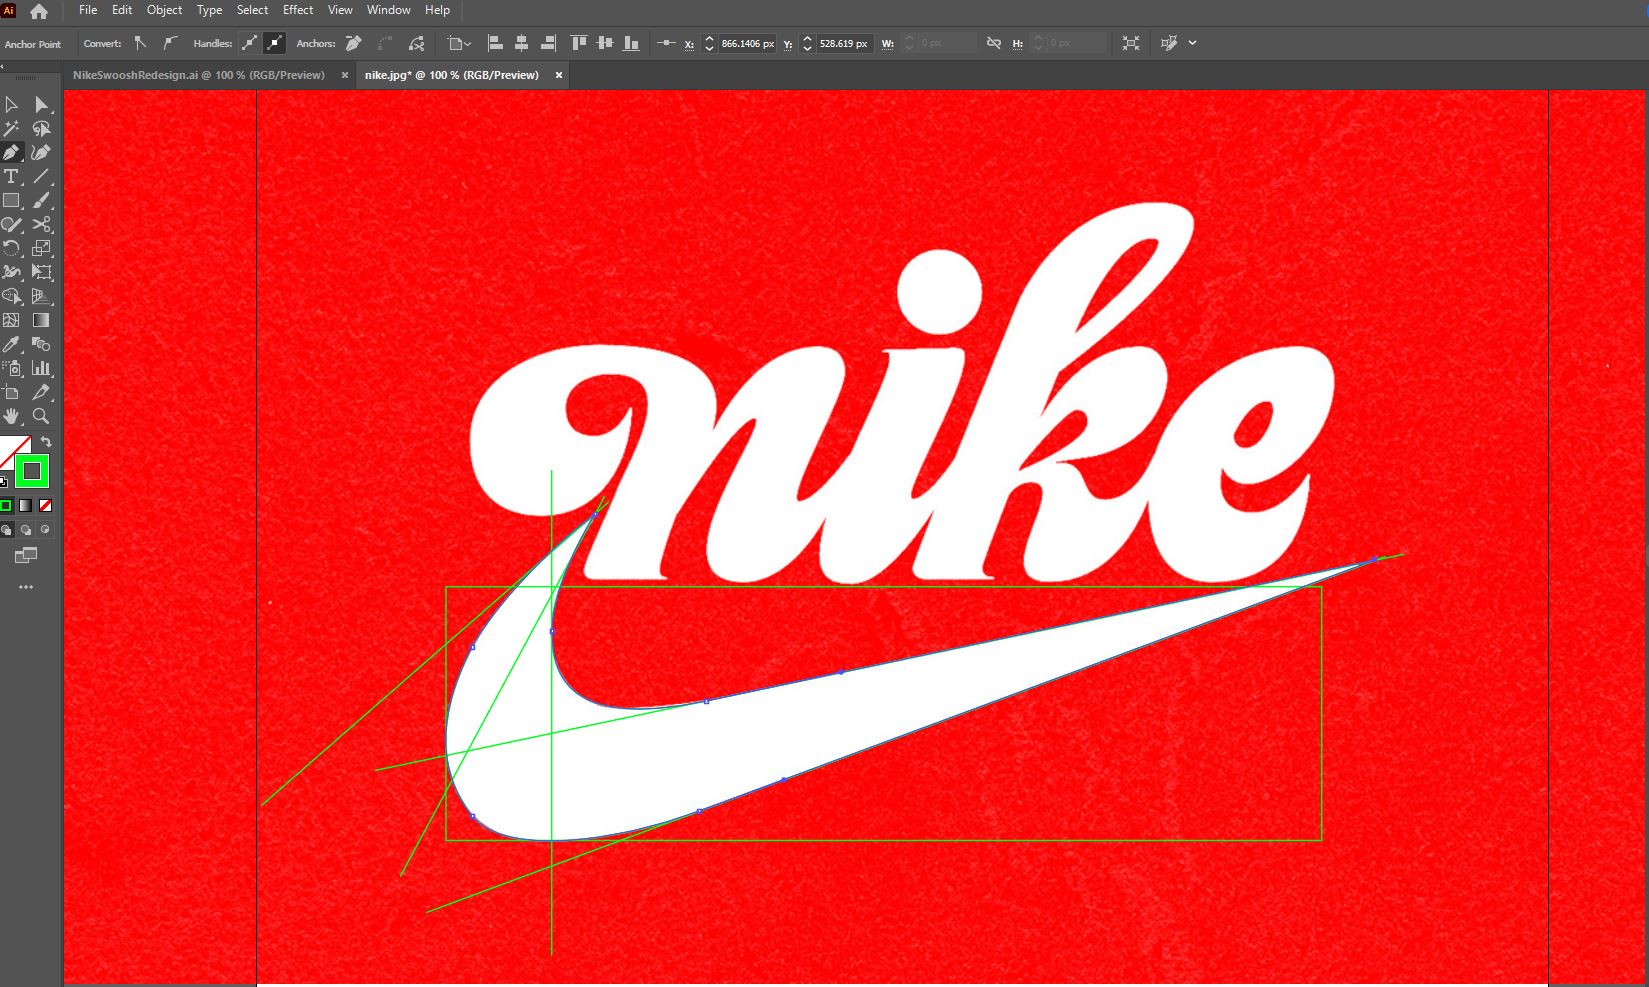 Ai File Edit Object Type Select Effect View Window Help
Anchor Point Convert: Handles: Anchors: X: 866.1406 px Y: 528.619 px W: 0 px H: 0 px
NikeSwooshRedesign.ai @ 100 % (RGB/Preview) × nike.jpg* @ 100 % (RGB/Preview) ×
nike